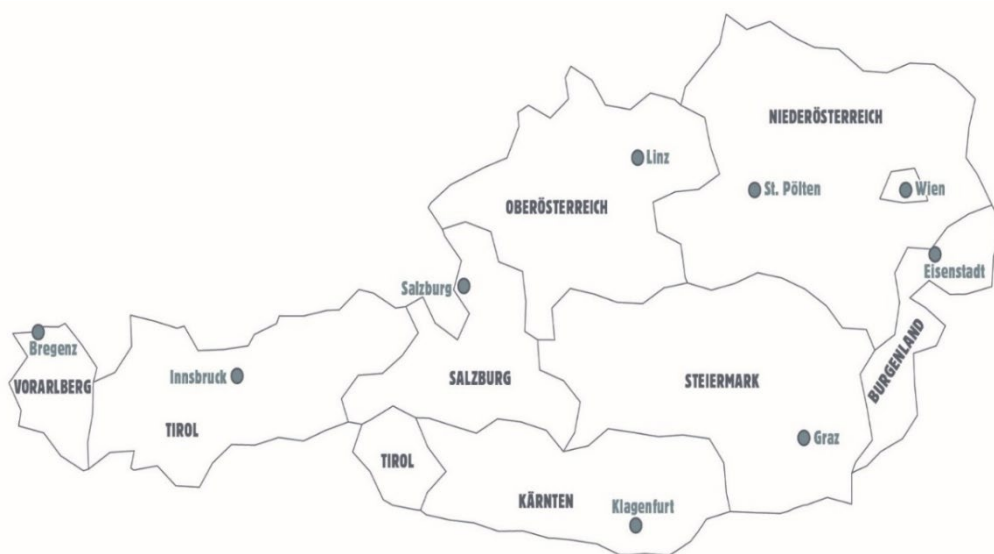 NIEDERÖSTERREICH
Linz
St. Pölten
Wien
OBERÖSTERREICH
Eisenstadt
Salzburg
Bregenz
VORARLBERG
Innsbruck
SALZBURG
STEIERMARK
BURGENLAND
TIROL
Graz
TIROL
KÄRNTEN
Klagenfurt